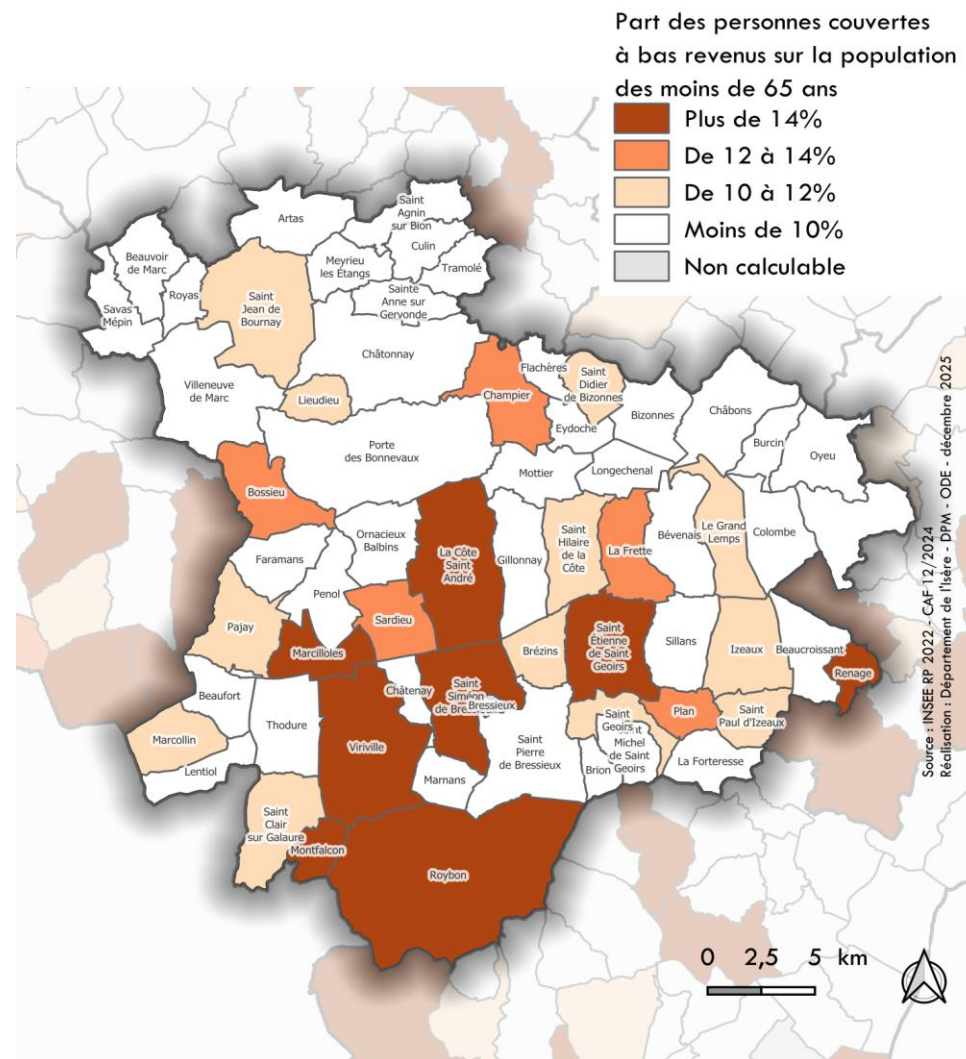 Part des personnes couvertes
à bas revenus sur la population
des moins de 65 ans
Plus de 14%
De 12 à 14%
De 10 à 12%
Moins de 10%
Non calculable
Artas
Saint
Agnin
sur Bion
Culin
Tramolé
Meyrieu
les Étangs
Sainte
Anne sur
Gervonde
Beauvoir
de Marc
Royas
Savas
Mépin
Saint
Jean de
Bournay
Châtonnay
Villeneuve
de Marc
Lieudieu
Champier
Flachères
Saint
Didier
de Bizonnes
Eydoche
Bizonnes
Châbons
Burcin
Oyeu
Porte
des Bonnevaux
Mottier
Longechenal
Bossieu
Faramans
Ornacieux
Balbins
La Côte
Saint
André
Gillonnay
Saint
Hilaire
de la
Côte
La Frette
Bévenais
Le Grand
Lemps
Colombe
Penol
Sardieu
Pajay
Marcilloles
Brézins
Saint
Étienne
de Saint
Geoirs
Sillans
Izeaux
Beaucroissant
Renage
Beaufort
Châtenay
Saint
Siméon
de Bressieux
Bressieux
Marcollin
Lentiol
Thodure
Viriville
Marnans
Saint
Pierre
de Bressieux
Saint
Geoirs
Saint
Michel
de Saint
Geoirs
Brion
Plan
Saint
Paul d'Izeaux
La Forteresse
Saint
Clair
sur Galaure
Montfalcon
Roybon
0 2,5 5 km
Source : INSEE RP 2022 - CAF 12/2024
Réalisation : Département de l'Isère - DPM - ODE - décembre 2025